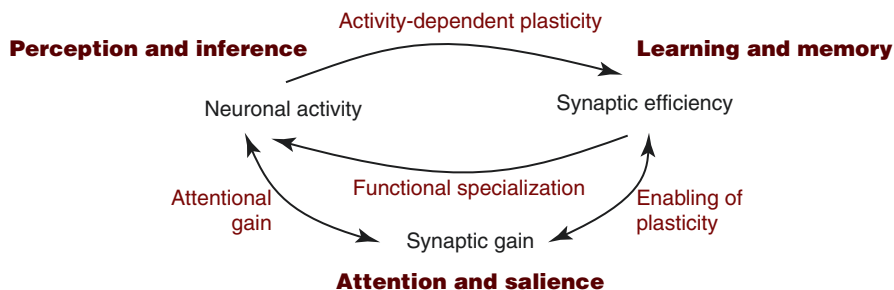 Activity-dependent plasticity
Perception and inference
Learning and memory
Neuronal activity
Synaptic efficiency
Functional specialization
Attentional
gain
Enabling of
plasticity
Synaptic gain
Attention and salience